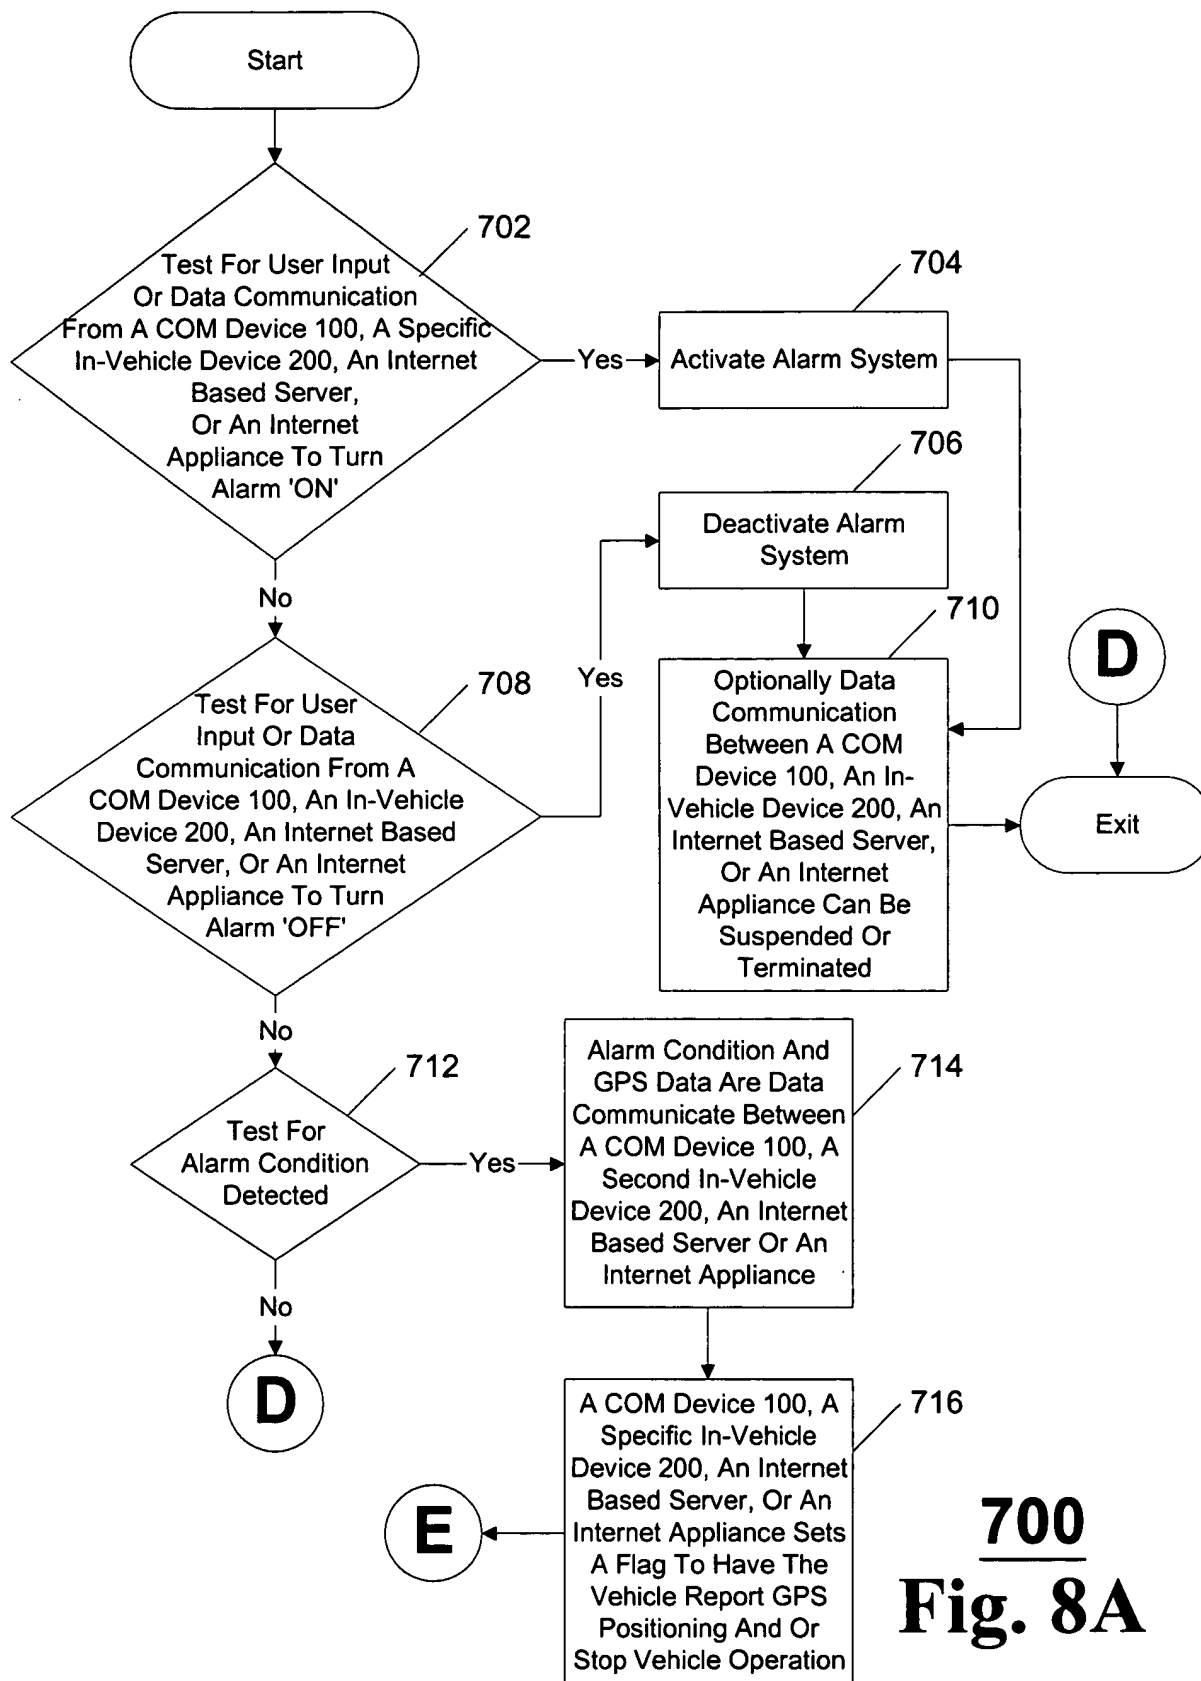 Start
702
Test For User Input
Or Data Communication
From A COM Device 100, A Specific
In-Vehicle Device 200, An Internet
Based Server,
Or An Internet
Appliance To Turn
Alarm 'ON'
Yes
704
Activate Alarm System
706
Deactivate Alarm
System
No
708
Test For User
Input Or Data
Communication From A
COM Device 100, An In-Vehicle
Device 200, An Internet Based
Server, Or An Internet
Appliance To Turn
Alarm 'OFF'
Yes
710
Optionally Data
Communication
Between A COM
Device 100, An In-
Vehicle Device 200, An
Internet Based Server,
Or An Internet
Appliance Can Be
Suspended Or
Terminated
D
Exit
No
712
Test For
Alarm Condition
Detected
Yes
714
Alarm Condition And
GPS Data Are Data
Communicate Between
A COM Device 100, A
Second In-Vehicle
Device 200, An Internet
Based Server Or An
Internet Appliance
No
D
716
A COM Device 100, A
Specific In-Vehicle
Device 200, An Internet
Based Server, Or An
Internet Appliance Sets
A Flag To Have The
Vehicle Report GPS
Positioning And Or
Stop Vehicle Operation
E
700
Fig. 8A